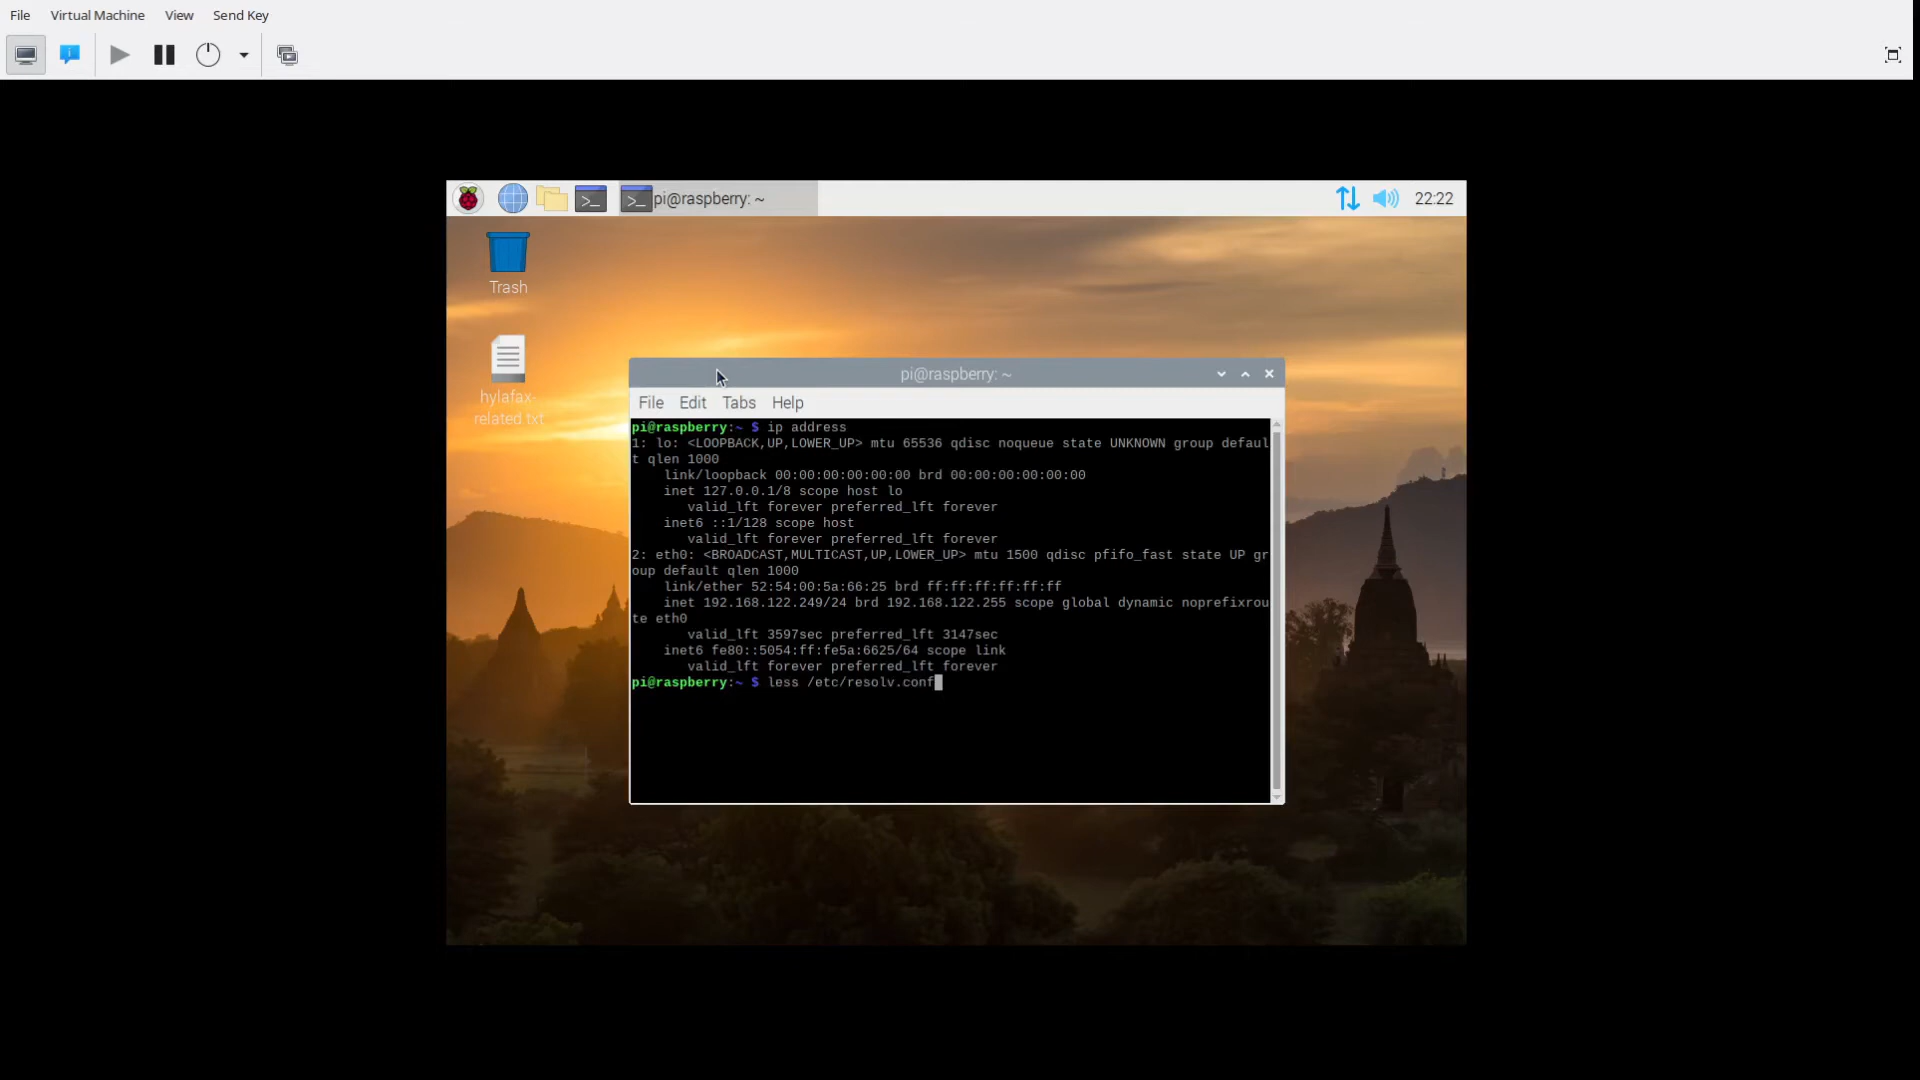 File Virtual Machine View Send Key
pi@raspberry: ~ 22:22
Trash
hylafax-
related.txt
pi@raspberry: ~
File Edit Tabs Help
pi@raspberry:~ $ ip address
1: lo: <LOOPBACK,UP,LOWER_UP> mtu 65536 qdisc noqueue state UNKNOWN group defaul
t qlen 1000
    link/loopback 00:00:00:00:00:00 brd 00:00:00:00:00:00
    inet 127.0.0.1/8 scope host lo
       valid_lft forever preferred_lft forever
    inet6 ::1/128 scope host
       valid_lft forever preferred_lft forever
2: eth0: <BROADCAST,MULTICAST,UP,LOWER_UP> mtu 1500 qdisc pfifo_fast state UP gr
oup default qlen 1000
    link/ether 52:54:00:5a:66:25 brd ff:ff:ff:ff:ff:ff
    inet 192.168.122.249/24 brd 192.168.122.255 scope global dynamic noprefixrou
te eth0
       valid_lft 3597sec preferred_lft 3147sec
    inet6 fe80::5054:ff:fe5a:6625/64 scope link
       valid_lft forever preferred_lft forever
pi@raspberry:~ $ less /etc/resolv.conf